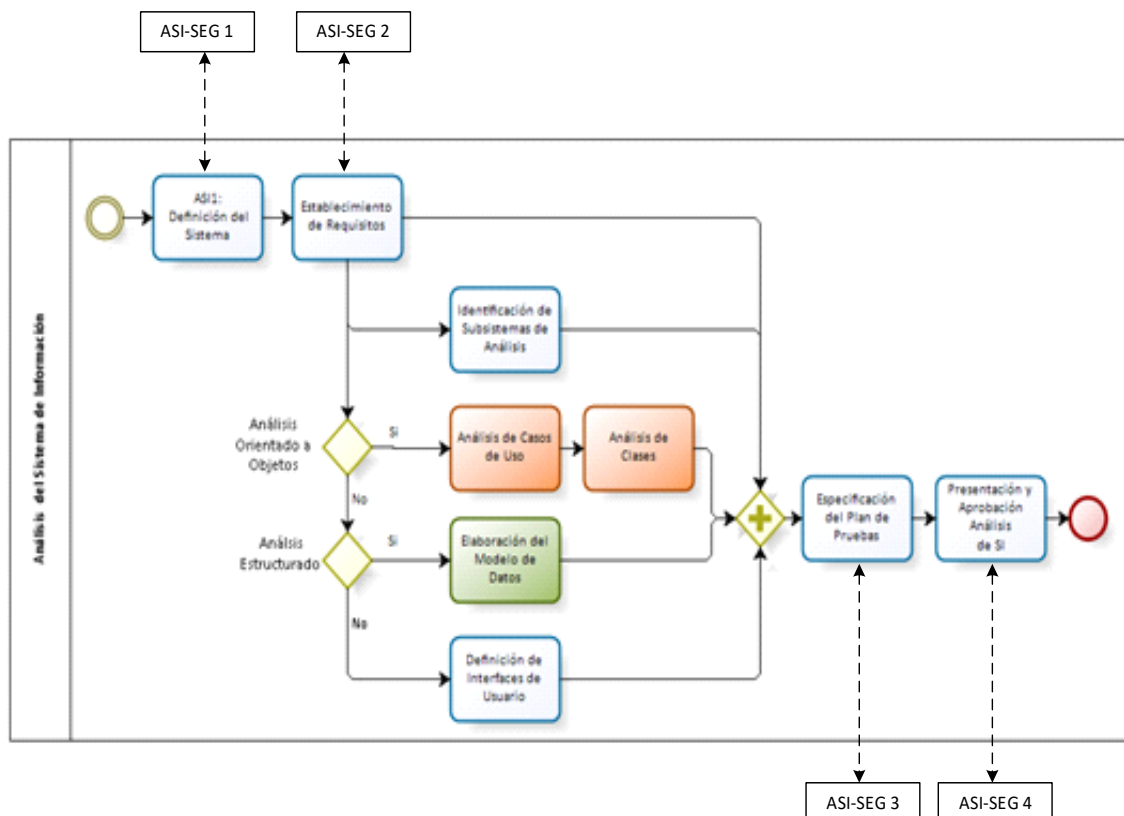 ASI-SEG 1
ASI-SEG 2
Análisis del Sistema de Información
ASI1:
Definición del
Sistema
Establecimiento
de Requisitos
Identificación de
Subsistemas de
Análisis
Análisis
Orientado a
Objetos
Si
Análisis de Casos
de Uso
Análisis de
Clases
No
Análsis
Estructurado
Si
Elaboración del
Modelo de
Datos
No
Definición de
Interfaces de
Usuario
Especificación
del Plan de
Pruebas
Presentación y
Aprobación
Análisis
de SI
ASI-SEG 3
ASI-SEG 4